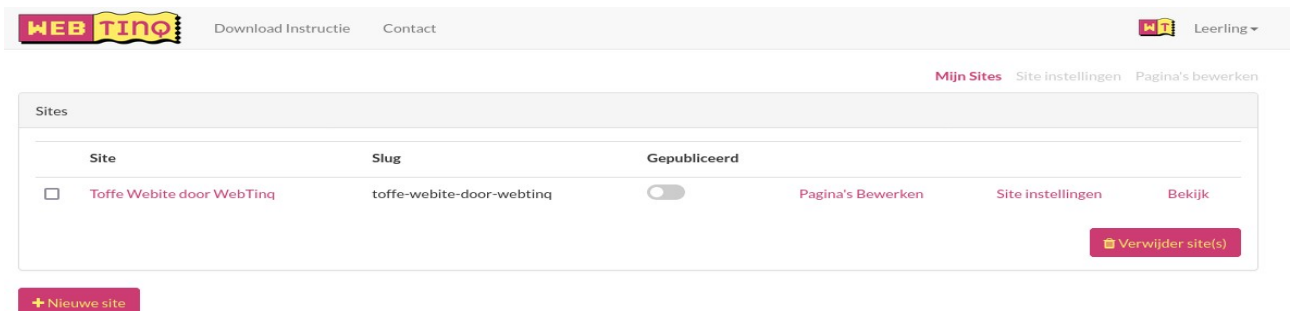 WEB TINQ Download Instructie Contact WT Leerling
Mijn Sites Site instellingen Pagina's bewerken
Sites
Site Slug Gepubliceerd
Toffe Webite door WebTinq toffe-webite-door-webtinq Pagina's Bewerken Site instellingen Bekijk
Verwijder site(s)
+ Nieuwe site